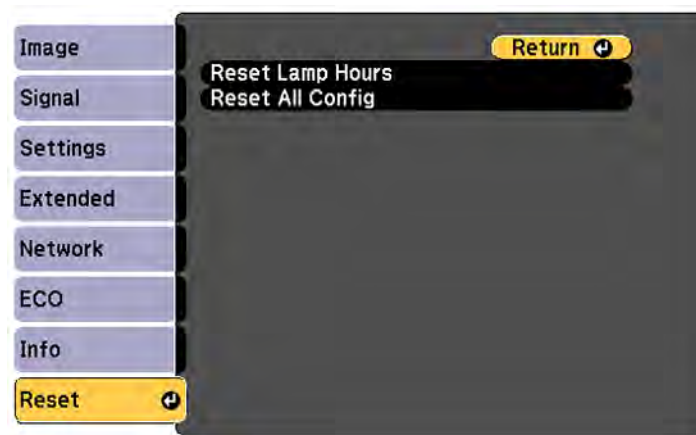 Image
Signal
Settings
Extended
Network
ECO
Info
Reset
Return
Reset Lamp Hours
Reset All Config